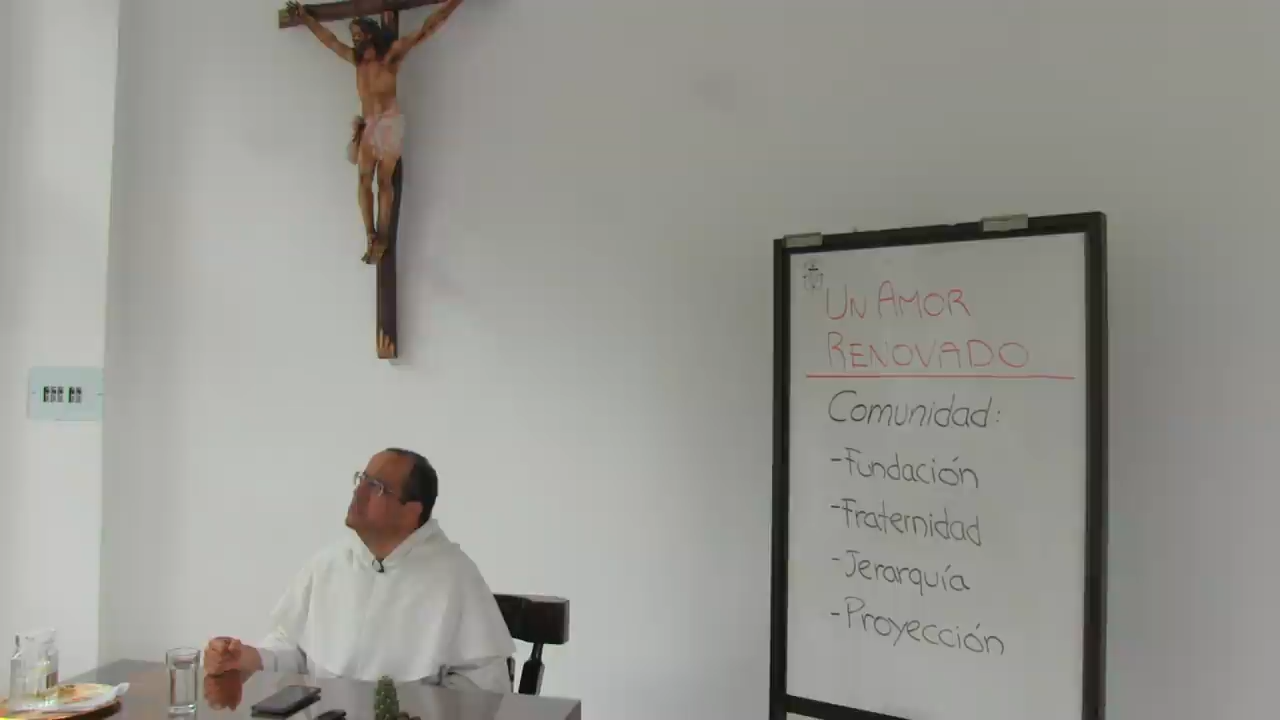 UN AMOR
RENOVADO
Comunidad:
-Fundación
-Fraternidad
-Jerarquía
-Proyección